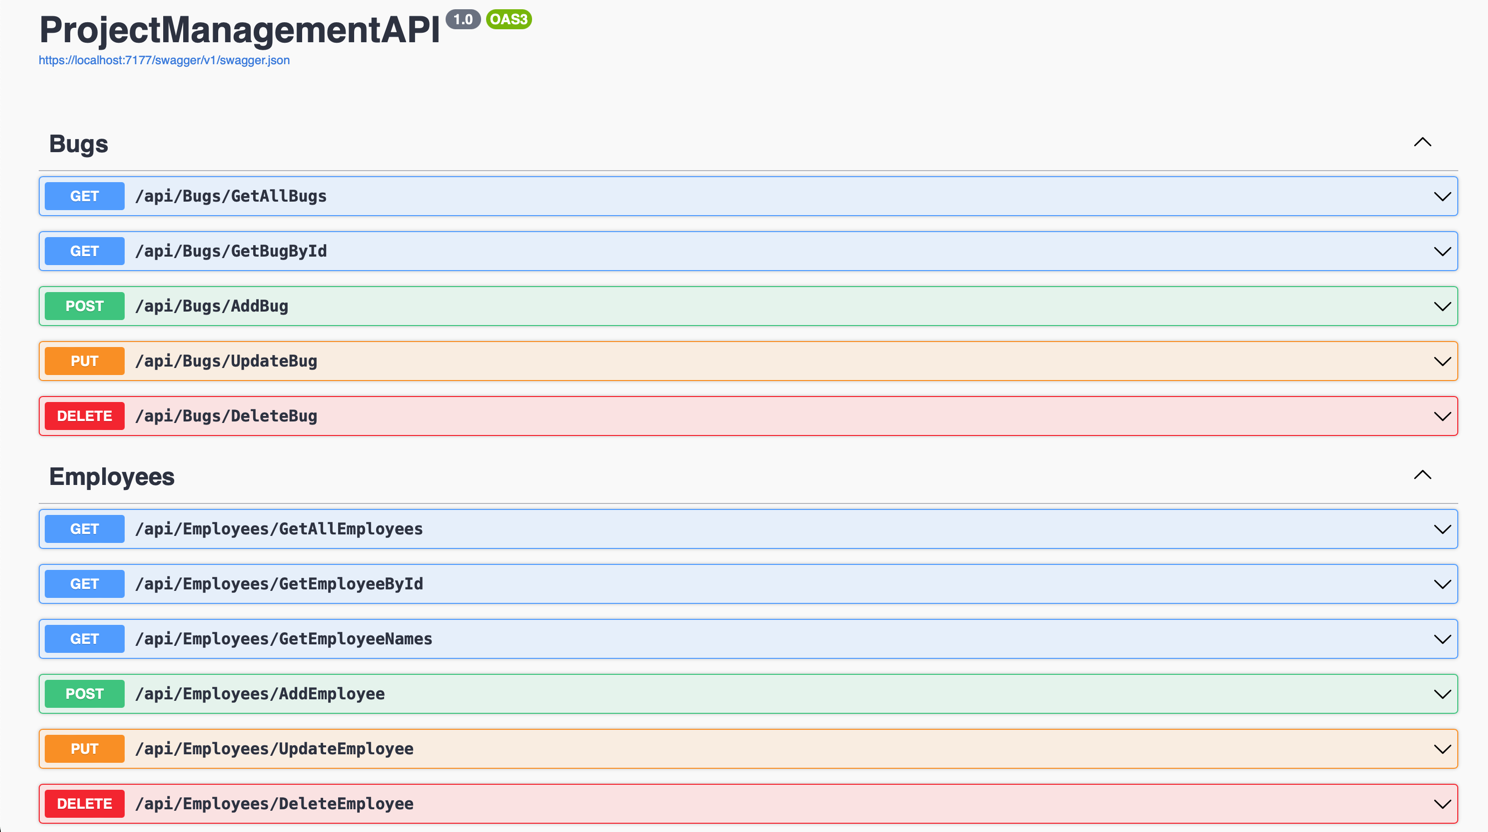 ProjectManagementAPI 1.0 OAS3
https://localhost:7177/swagger/v1/swagger.json
Bugs
GET /api/Bugs/GetAllBugs
GET /api/Bugs/GetBugById
POST /api/Bugs/AddBug
PUT /api/Bugs/UpdateBug
DELETE /api/Bugs/DeleteBug
Employees
GET /api/Employees/GetAllEmployees
GET /api/Employees/GetEmployeeById
GET /api/Employees/GetEmployeeNames
POST /api/Employees/AddEmployee
PUT /api/Employees/UpdateEmployee
DELETE /api/Employees/DeleteEmployee